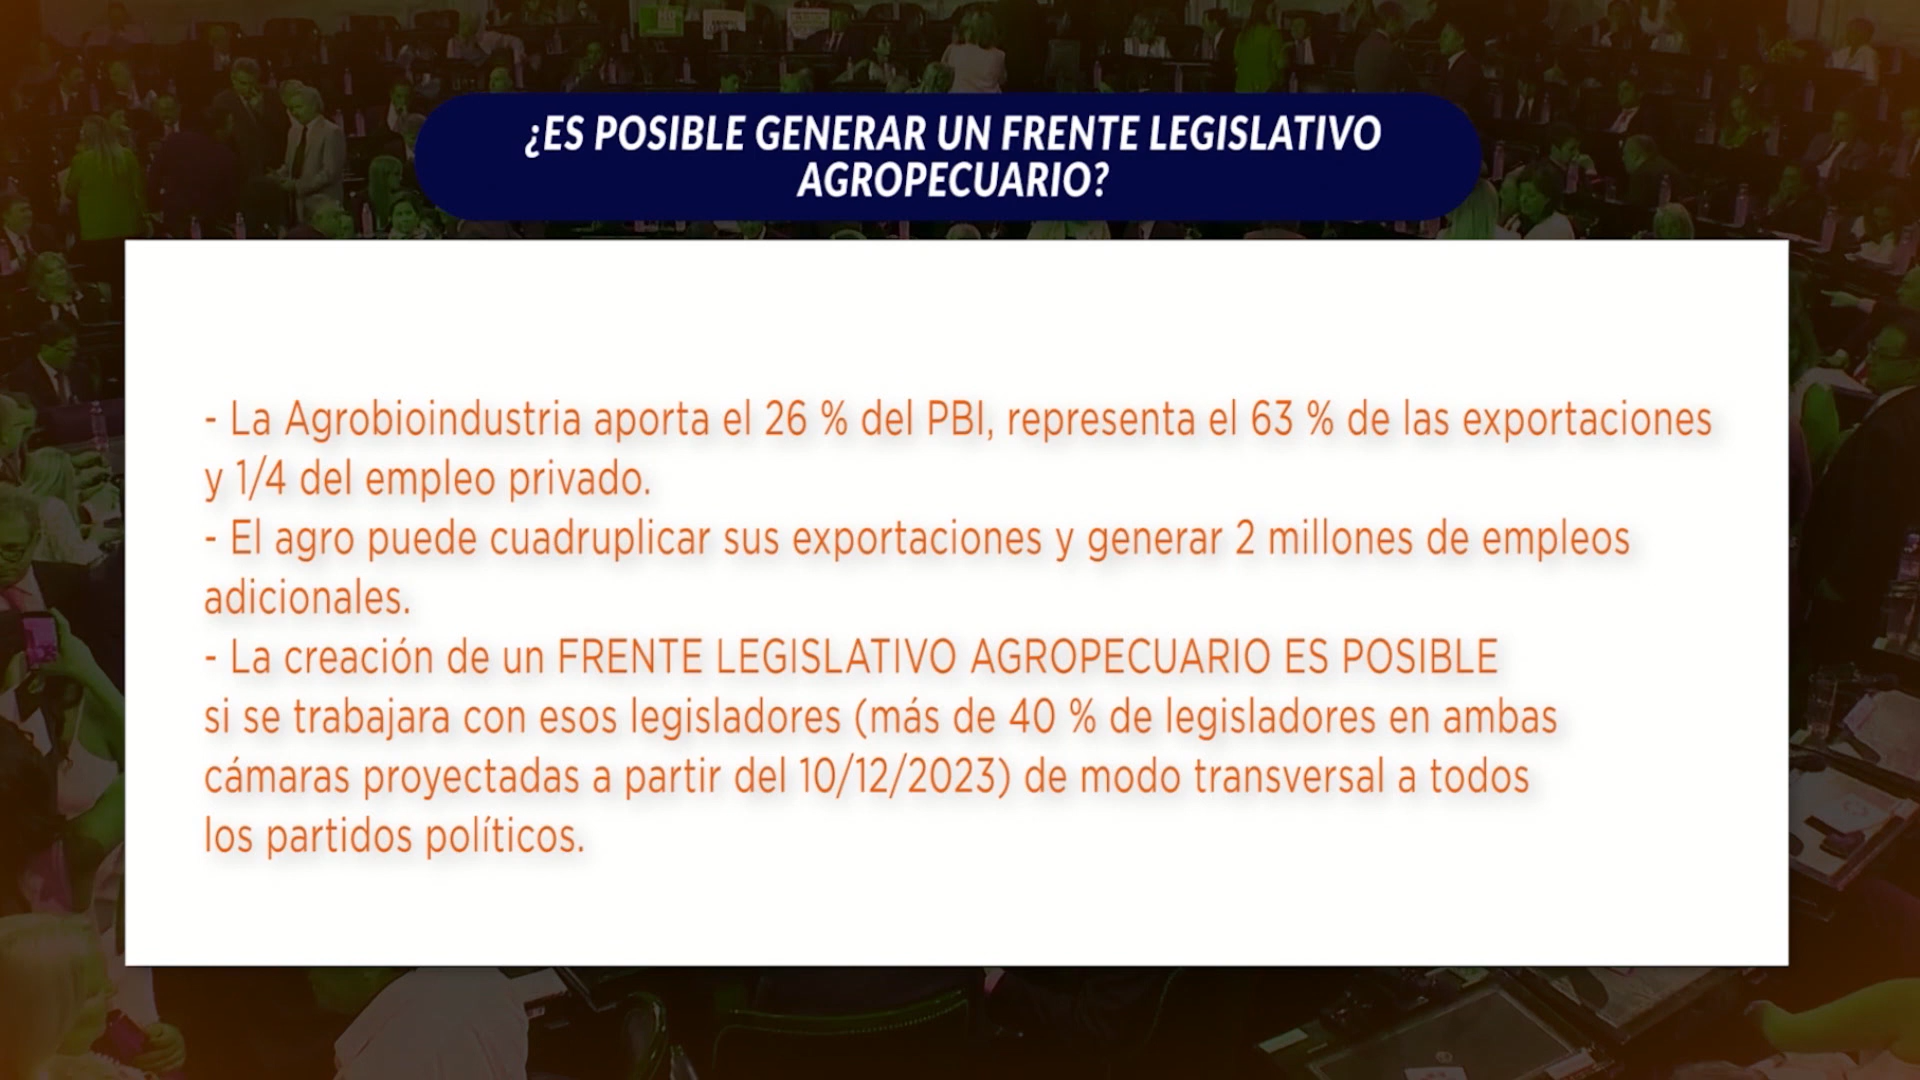 ¿ES POSIBLE GENERAR UN FRENTE LEGISLATIVO
AGROPECUARIO?
- La Agrobioindustria aporta el 26 % del PBI, representa el 63 % de las exportaciones
y 1/4 del empleo privado.
- El agro puede cuadruplicar sus exportaciones y generar 2 millones de empleos
adicionales.
- La creación de un FRENTE LEGISLATIVO AGROPECUARIO ES POSIBLE
si se trabajara con esos legisladores (más de 40 % de legisladores en ambas
cámaras proyectadas a partir del 10/12/2023) de modo transversal a todos
los partidos políticos.